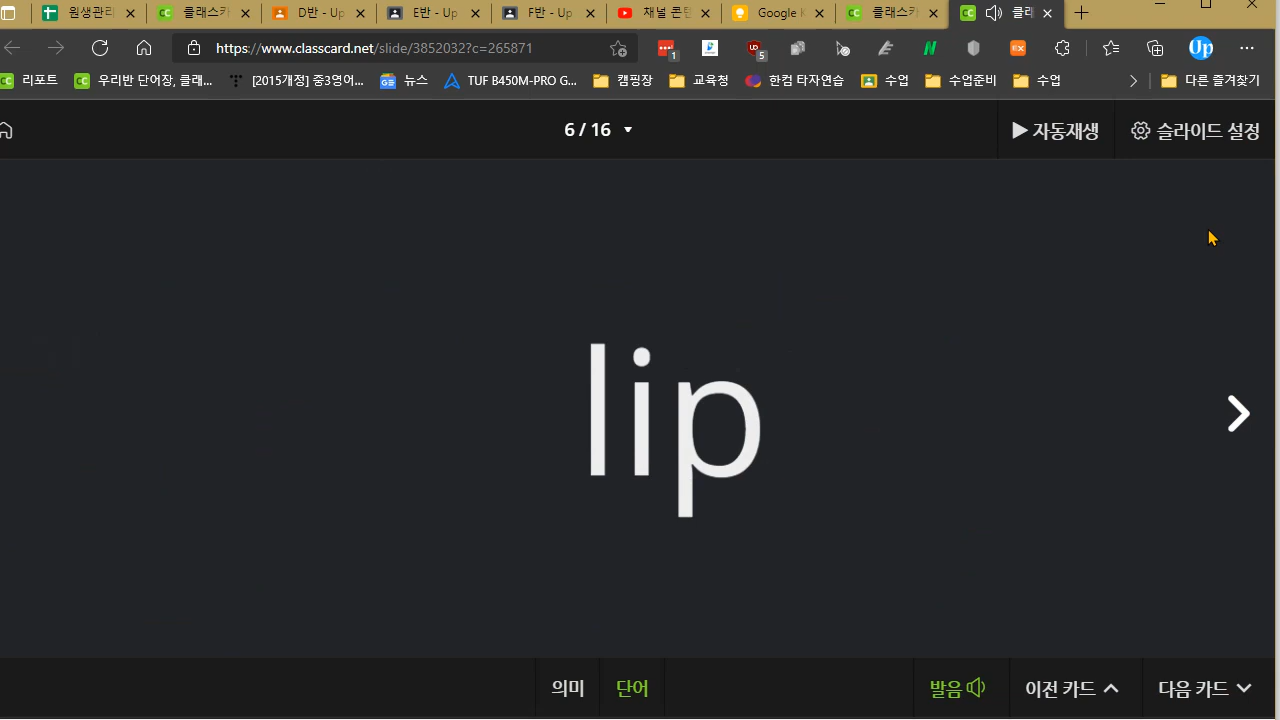 원생관리 클래스카 D반 - Up E반 - Up F반 - Up 채널 콘텐 Google K 클래스카 클래
https://www.classcard.net/slide/3852032?c=265871 1 UD 5 N EX Up
리포트 우리반 단어장, 클래... [2015개정] 중3영어... 뉴스 TUF B450M-PRO G... 캠핑장 교육청 한컴 타자연습 수업 수업준비 수업 다른 즐겨찾기
6 / 16 자동재생 슬라이드 설정
lip
의미 단어 발음 이전 카드 다음 카드